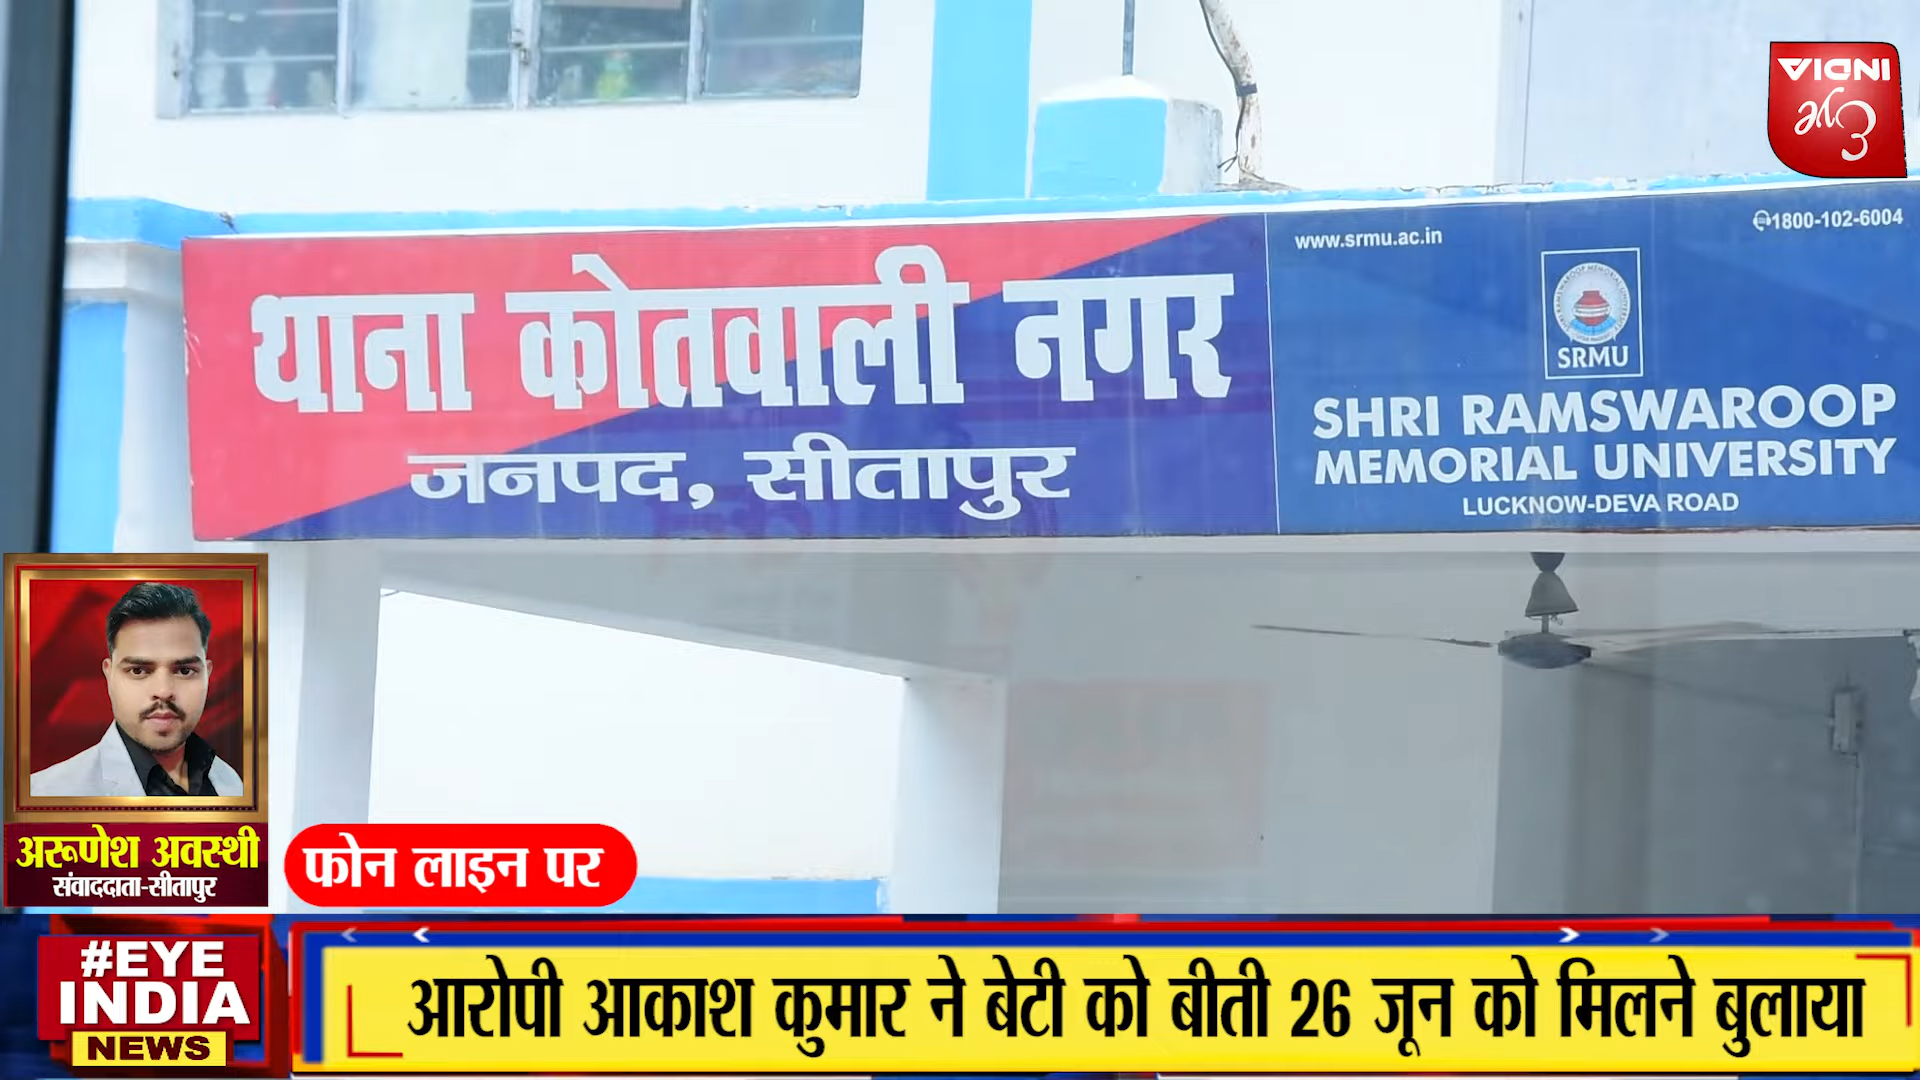 INDIA
www.srmu.ac.in
1800-102-6004
थाना कोतवाली नगर
जनपद, सीतापुर
SRMU
SHRI RAMSWAROOP
MEMORIAL UNIVERSITY
LUCKNOW-DEVA ROAD
अरूणेश अवस्थी
संवाददाता-सीतापुर
फोन लाइन पर
#EYE
INDIA
NEWS
आरोपी आकाश कुमार ने बेटी को बीती 26 जून को मिलने बुलाया